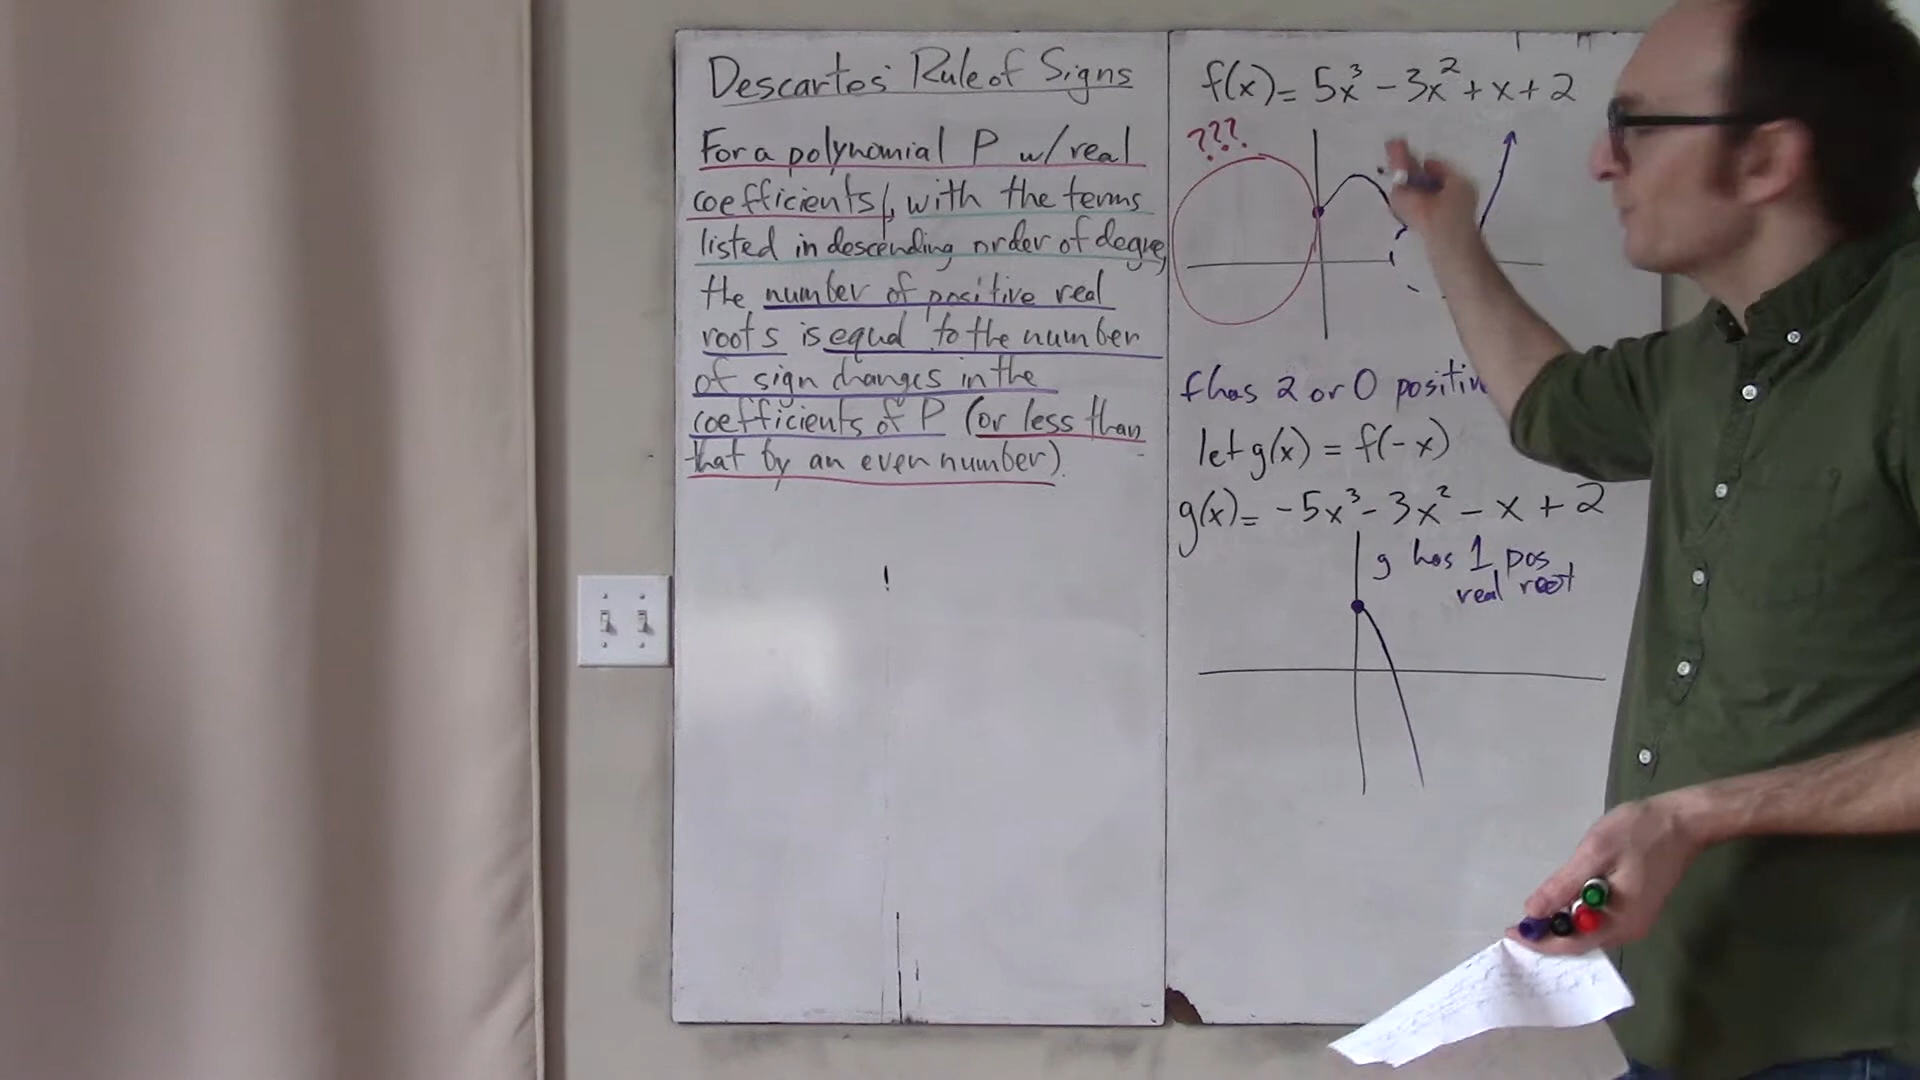 Descartes' Rule of Signs
For a polynomial P w/ real
coefficients, with the terms
listed in descending order of degree,
the number of positive real
roots is equal to the number
of sign changes in the
coefficients of P (or less than
that by an even number).
f(x) = 5x³ - 3x² + x + 2
???
f has 2 or 0 positiv
let g(x) = f(-x)
g(x) = -5x³ - 3x² - x + 2
g has 1 pos
real root